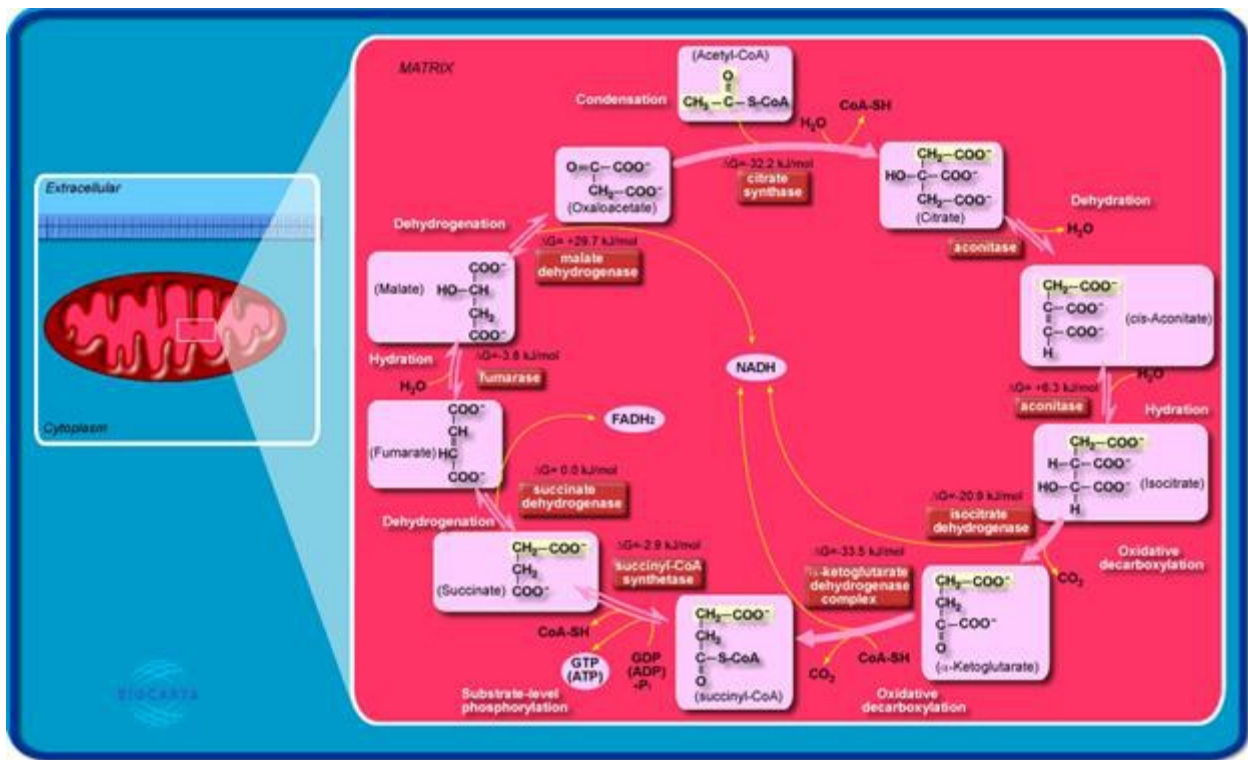 MATRIX
(Acetyl-CoA)
O
CH₃–C–S-CoA
Condensation
H₂O
CoA-SH
ΔG=-32.2 kJ/mol
citrate
synthase
O=C–COO⁻
CH₂–COO⁻
(Oxaloacetate)
CH₂–COO⁻
HO–C–COO⁻
CH₂–COO⁻
(Citrate)
Dehydration
H₂O
aconitase
CH₂–COO⁻
C–COO⁻
C–COO⁻
H
(cis-Aconitate)
ΔG= +6.3 kJ/mol
H₂O
aconitase
Hydration
CH₂–COO⁻
H–C–COO⁻
HO–C–COO⁻
H
(Isocitrate)
ΔG=-20.9 kJ/mol
isocitrate
dehydrogenase
Oxidative
decarboxylation
CO₂
CH₂–COO⁻
CH₂
C–COO⁻
O
(α-Ketoglutarate)
ΔG=-33.5 kJ/mol
α-ketoglutarate
dehydrogenase
complex
CoA-SH
CO₂
Oxidative
decarboxylation
CH₂–COO⁻
CH₂
C–S-CoA
O
(succinyl-CoA)
ΔG=-2.9 kJ/mol
succinyl-CoA
synthetase
CoA-SH
GTP
(ATP)
GDP
(ADP)
+Pᵢ
Substrate-level
phosphorylation
CH₂–COO⁻
CH₂
COO⁻
(Succinate)
ΔG= 0.0 kJ/mol
succinate
dehydrogenase
Dehydrogenation
FADH₂
COO⁻
CH
HC
COO⁻
(Fumarate)
ΔG=-3.8 kJ/mol
fumarase
Hydration
H₂O
COO⁻
HO–CH
CH₂
COO⁻
(Malate)
Dehydrogenation
ΔG= +29.7 kJ/mol
malate
dehydrogenase
NADH
Extracellular
Cytoplasm
BIOCARTA